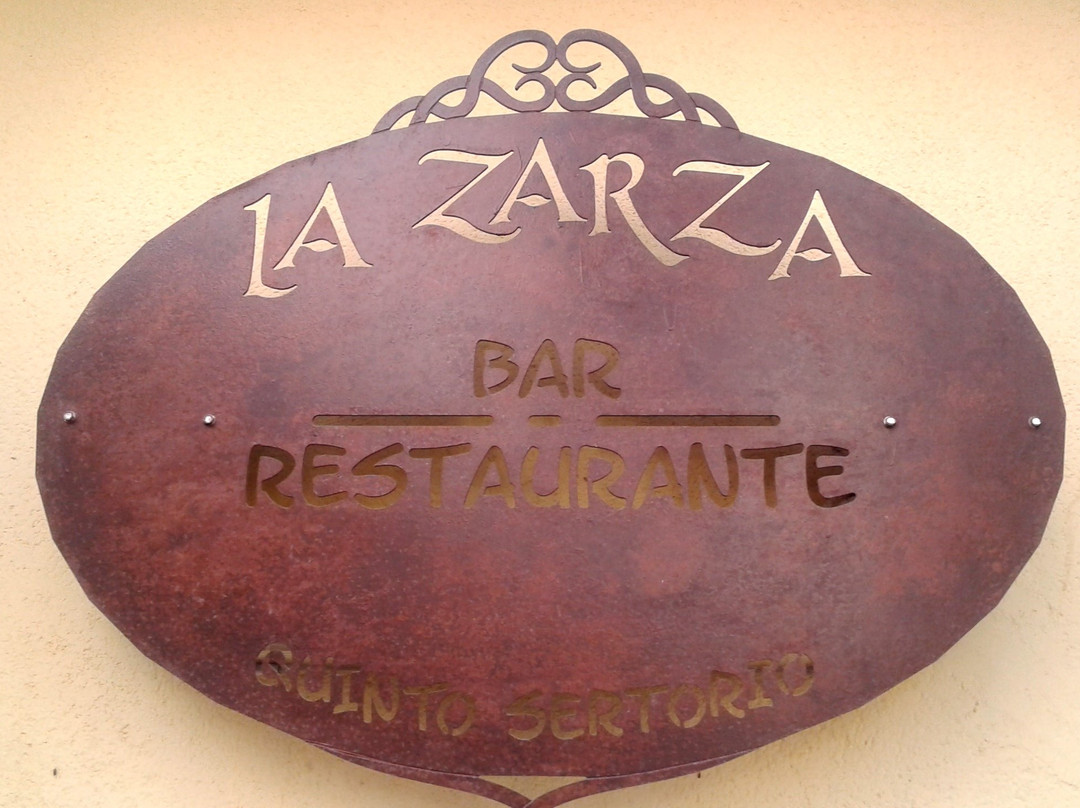 LA ZARZA
BAR
RESTAURANTE
QUINTO SERTORIO